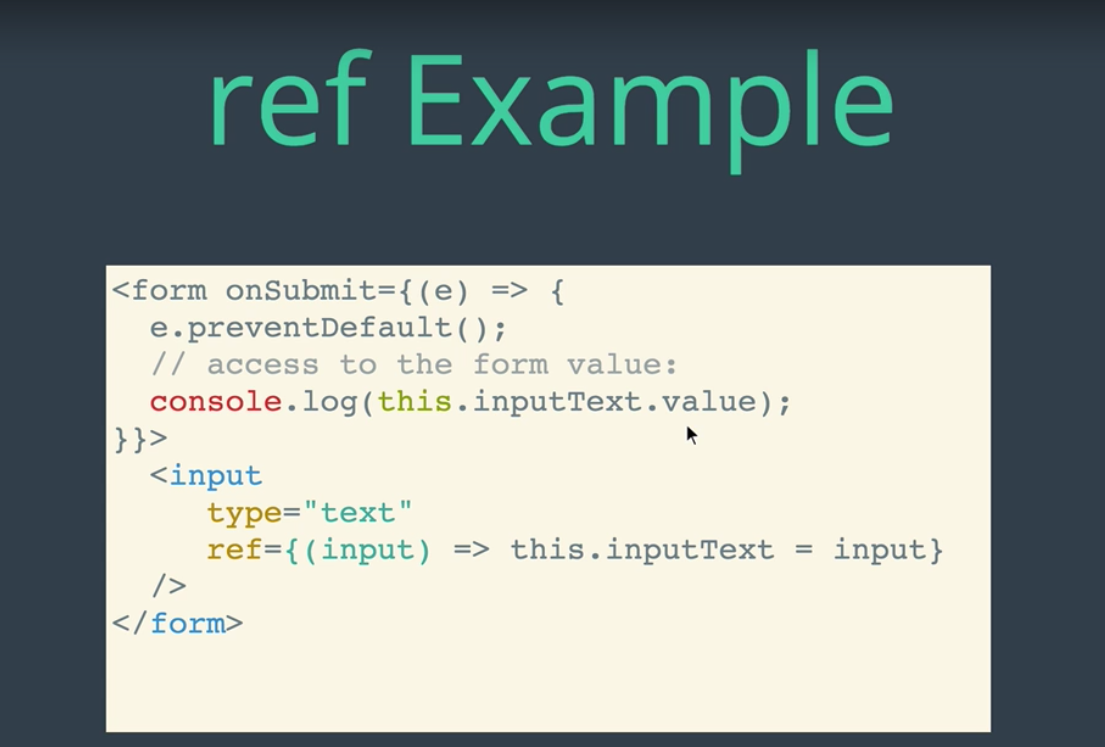 ref Example
<form onSubmit={(e) => {
  e.preventDefault();
  // access to the form value:
  console.log(this.inputText.value);
}}>
  <input
     type="text"
     ref={(input) => this.inputText = input}
  />
</form>